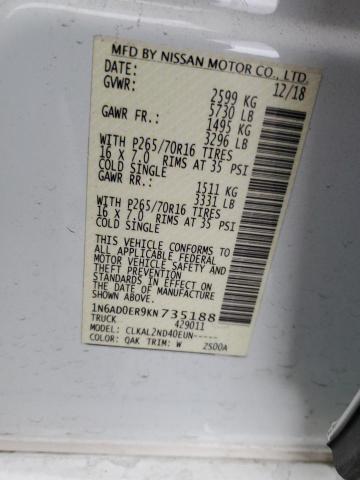 MFD BY NISSAN MOTOR CO., LTD.
DATE: 12/18
GVWR: 2599 KG
5730 LB
GAWR FR.: 1495 KG
3296 LB
WITH P265/70R16 TIRES
16 X 7.0 RIMS AT 35 PSI
COLD SINGLE
GAWR RR.: 1511 KG
3331 LB
WITH P265/70R16 TIRES
16 X 7.0 RIMS AT 35 PSI
COLD SINGLE
THIS VEHICLE CONFORMS TO
ALL APPLICABLE FEDERAL
MOTOR VEHICLE SAFETY AND
THEFT PREVENTION
STANDARDS IN EFFECT ON
THE DATE OF MANUFACTURE
SHOWN ABOVE.
1N6AD0ER9KN735188
TRUCK 429011
MODEL: CLKAL2ND40EUN-----
COLOR: QAK TRIM: W 2S00A